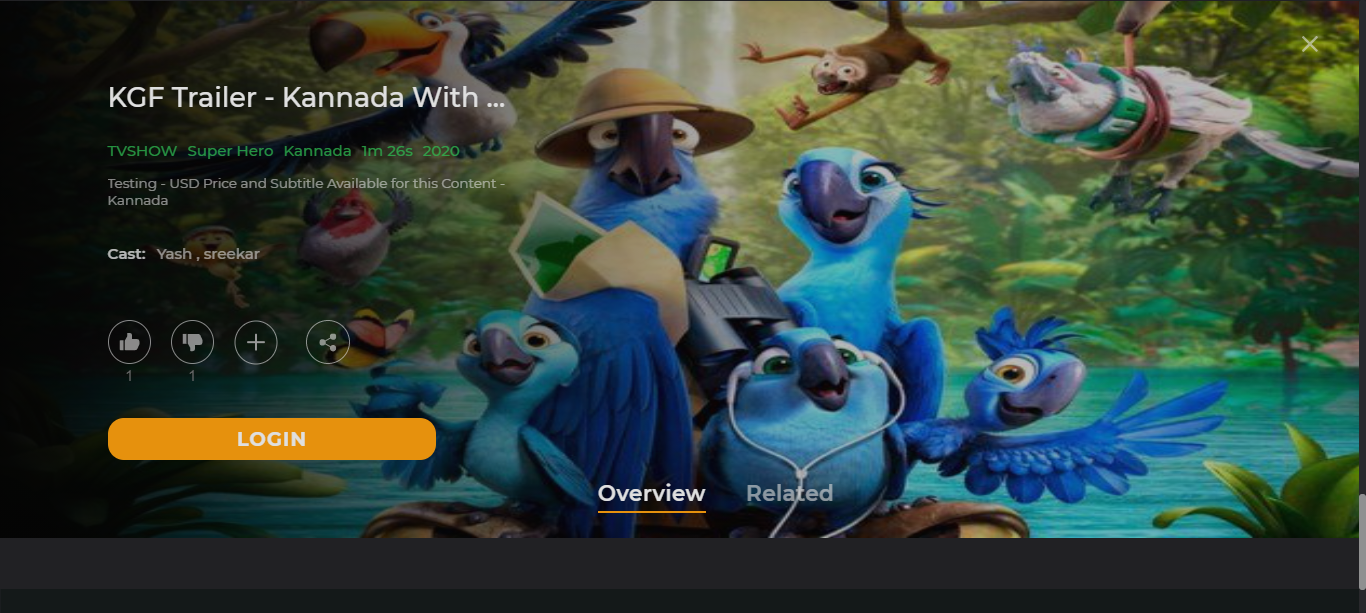 KGF Trailer - Kannada With ...
TVSHOW Super Hero Kannada 1m 26s 2020
Testing - USD Price and Subtitle Available for this Content -
Kannada
Cast: Yash , sreekar
1 1
LOGIN
Overview Related